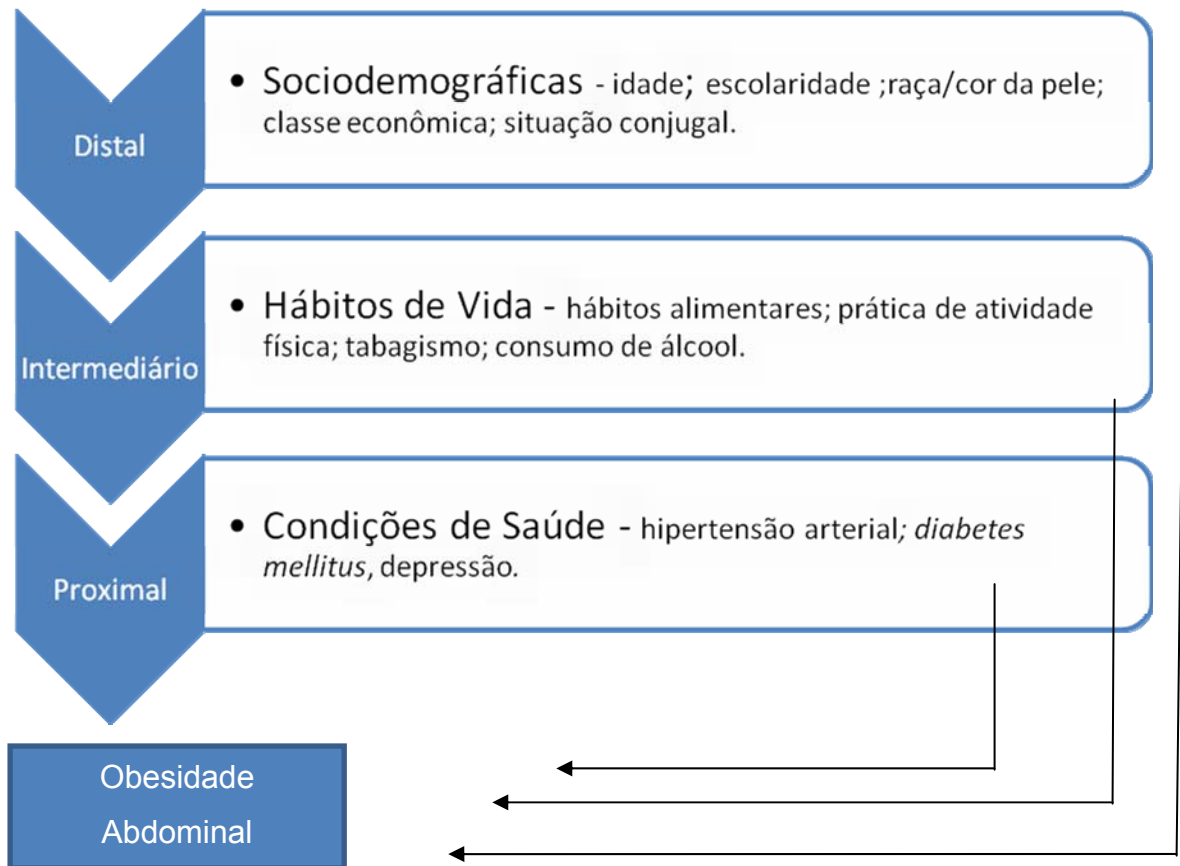 Distal
• Sociodemográficas - idade; escolaridade ;raça/cor da pele;
classe econômica; situação conjugal.
Intermediário
• Hábitos de Vida - hábitos alimentares; prática de atividade
física; tabagismo; consumo de álcool.
Proximal
• Condições de Saúde - hipertensão arterial; diabetes
mellitus, depressão.
Obesidade
Abdominal